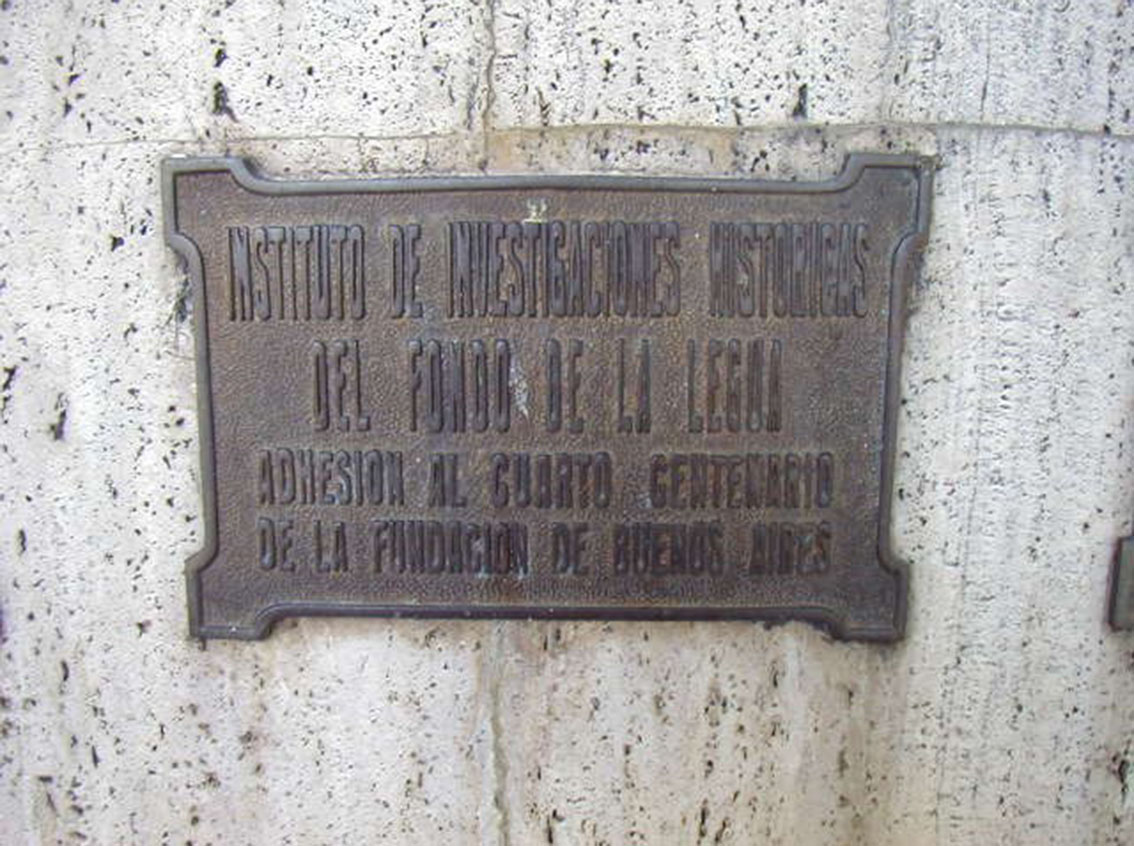 INSTITUTO DE INVESTIGACIONES HISTORICAS
DEL FONDO DE LA LEGUA
ADHESION AL CUARTO CENTENARIO
DE LA FUNDACION DE BUENOS AIRES